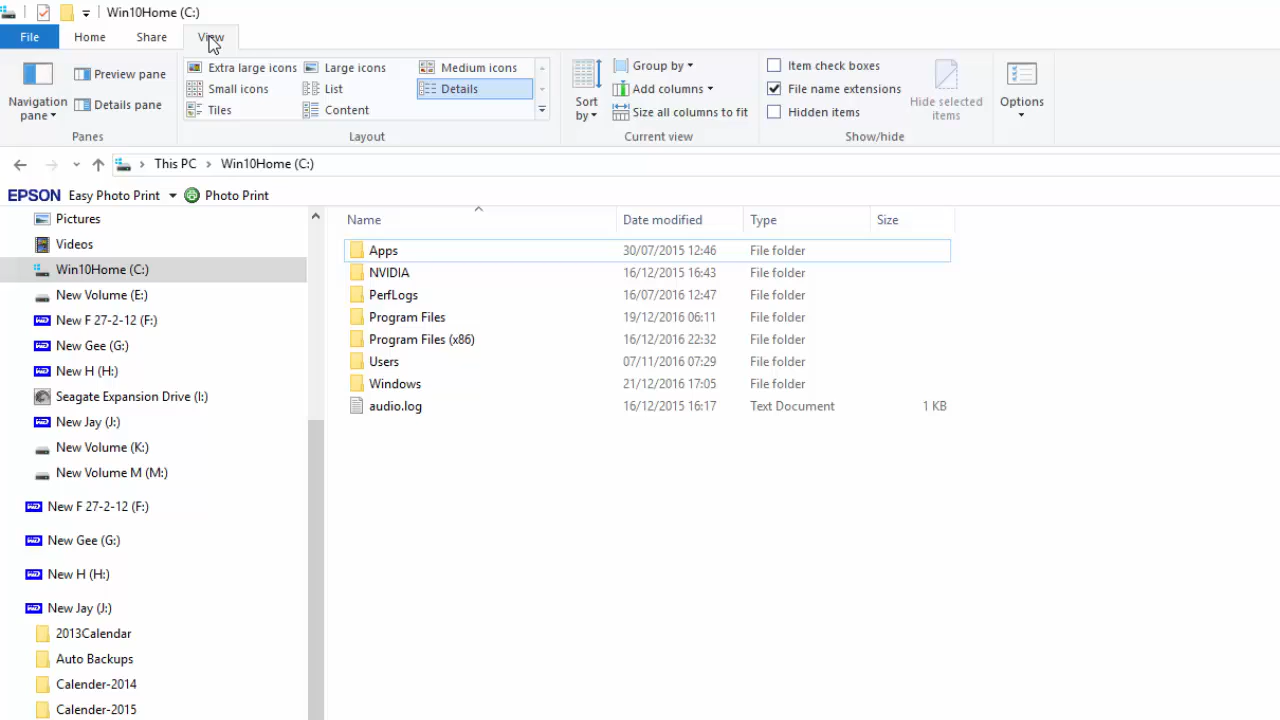 Win10Home (C:)
File Home Share View
Navigation pane
Preview pane
Details pane
Panes
Extra large icons Large icons Medium icons
Small icons List Details
Tiles Content
Layout
Sort by
Group by
Add columns
Size all columns to fit
Current view
Item check boxes
File name extensions
Hidden items
Hide selected items
Show/hide
Options
This PC > Win10Home (C:)
EPSON Easy Photo Print Photo Print
Pictures
Videos
Win10Home (C:)
New Volume (E:)
New F 27-2-12 (F:)
New Gee (G:)
New H (H:)
Seagate Expansion Drive (I:)
New Jay (J:)
New Volume (K:)
New Volume M (M:)
New F 27-2-12 (F:)
New Gee (G:)
New H (H:)
New Jay (J:)
2013Calendar
Auto Backups
Calender-2014
Calender-2015
Name Date modified Type Size
Apps 30/07/2015 12:46 File folder
NVIDIA 16/12/2015 16:43 File folder
PerfLogs 16/07/2016 12:47 File folder
Program Files 19/12/2016 06:11 File folder
Program Files (x86) 16/12/2016 22:32 File folder
Users 07/11/2016 07:29 File folder
Windows 21/12/2016 17:05 File folder
audio.log 16/12/2015 16:17 Text Document 1 KB